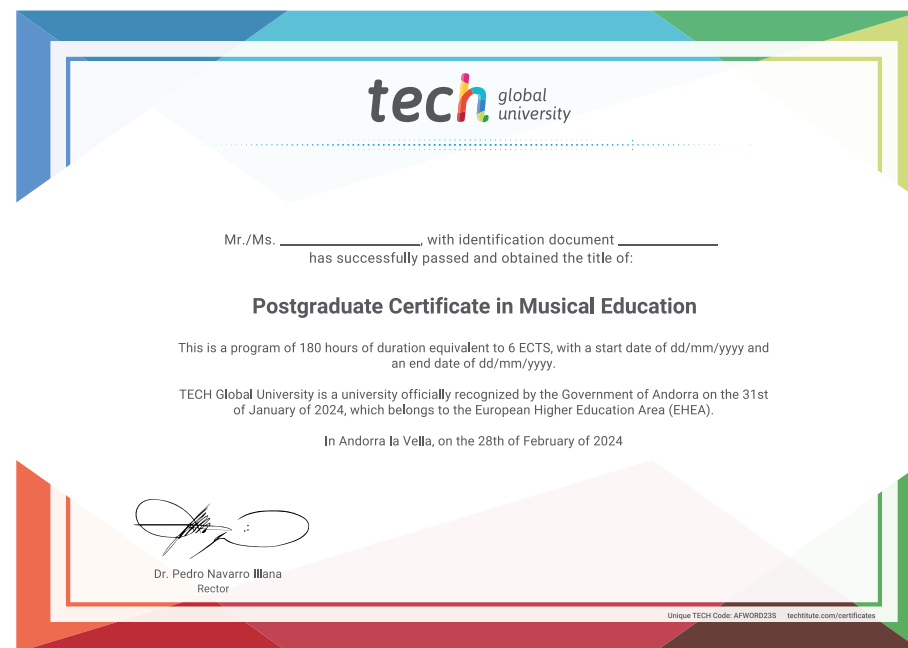 tech global
university
Mr./Ms. ____________, with identification document ____________
has successfully passed and obtained the title of:
Postgraduate Certificate in Musical Education
This is a program of 180 hours of duration equivalent to 6 ECTS, with a start date of dd/mm/yyyy and
an end date of dd/mm/yyyy.
TECH Global University is a university officially recognized by the Government of Andorra on the 31st
of January of 2024, which belongs to the European Higher Education Area (EHEA).
In Andorra la Vella, on the 28th of February of 2024
Dr. Pedro Navarro Illana
Rector
Unique TECH Code: AFWORD23S techtitute.com/certificates